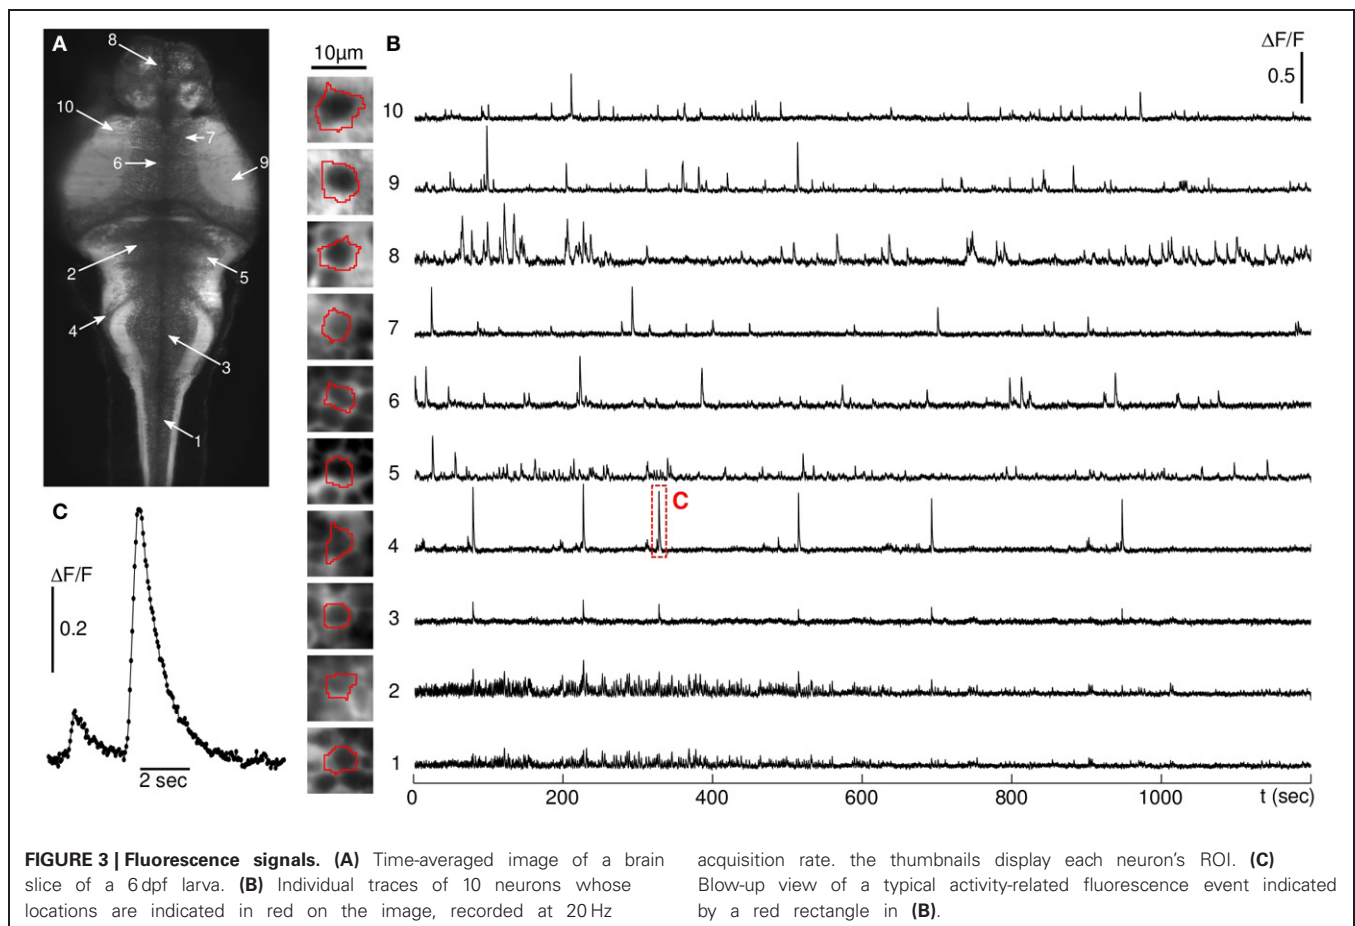 A
8
10
7
6
9
2
5
4
3
1
10μm
B
ΔF/F
0.5
10
9
8
7
6
5
C
4
3
2
1
0 200 400 600 800 1000 t (sec)
C
ΔF/F
0.2
2 sec
FIGURE 3 | Fluorescence signals. (A) Time-averaged image of a brain
slice of a 6 dpf larva. (B) Individual traces of 10 neurons whose
locations are indicated in red on the image, recorded at 20 Hz
acquisition rate. the thumbnails display each neuron's ROI. (C)
Blow-up view of a typical activity-related fluorescence event indicated
by a red rectangle in (B).